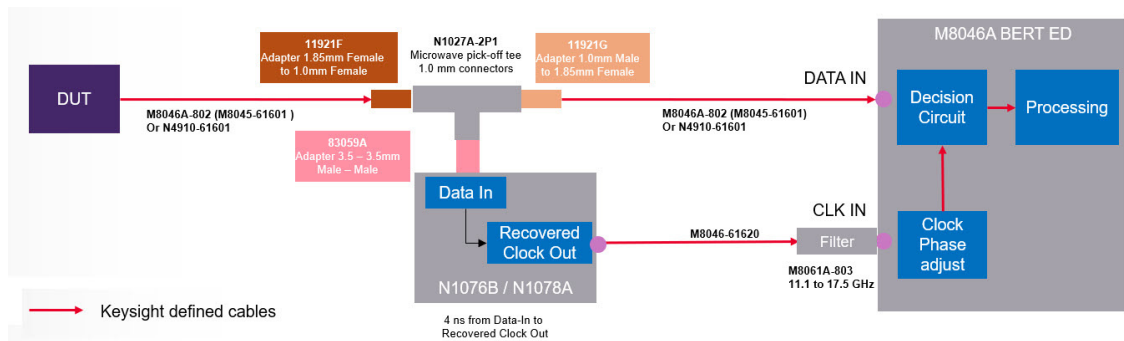 DUT
M8046A-802 (M8045-61601 )
Or N4910-61601
11921F
Adapter 1.85mm Female
to 1.0mm Female
N1027A-2P1
Microwave pick-off tee
1.0 mm connectors
11921G
Adapter 1.0mm Male
to 1.85mm Female
M8046A-802 (M8045-61601)
Or N4910-61601
83059A
Adapter 3.5 – 3.5mm
Male – Male
Data In
Recovered
Clock Out
N1076B / N1078A
4 ns from Data-In to
Recovered Clock Out
M8046-61620
M8046A BERT ED
DATA IN
Decision
Circuit
Processing
CLK IN
Filter
M8061A-803
11.1 to 17.5 GHz
Clock
Phase
adjust
Keysight defined cables